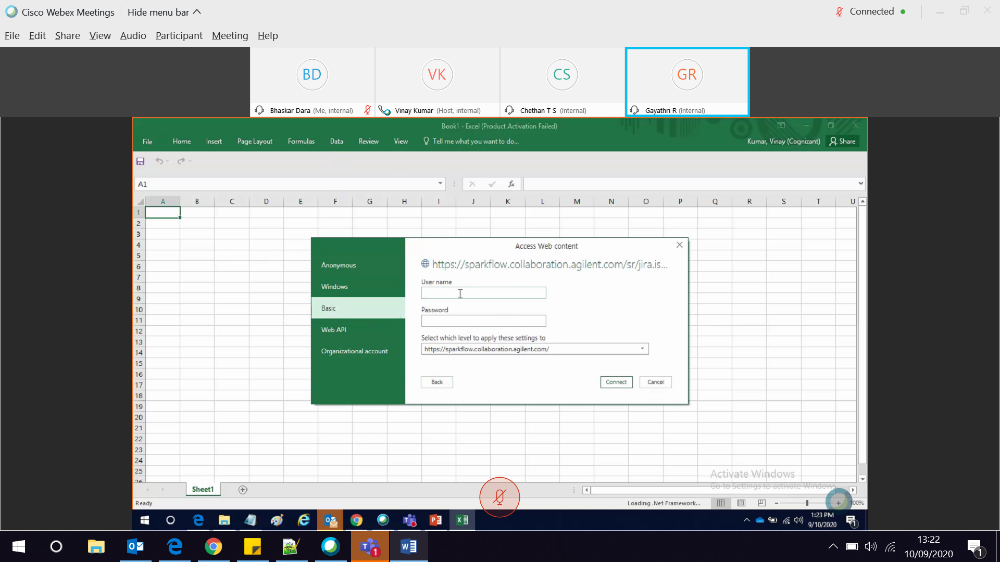 Cisco Webex Meetings Hide menu bar Connected
File Edit Share View Audio Participant Meeting Help
BD VK CS GR
Bhaskar Dara (Me, internal) Vinay Kumar (Host, internal) Chethan T S (Internal) Gayathri R (Internal)
Book1 - Excel (Product Activation Failed)
File Home Insert Page Layout Formulas Data Review View Tell me what you want to do... Kumar, Vinay (Cognizant) Share
A1 fx
A B C D E F G H I J K L M N O P Q R S T U
1
2
3
4
5
6
7
8
9
10
11
12
13
14
15
16
17
18
19
20
21
22
23
24
25
26
Access Web content
https://sparkflow.collaboration.agilent.com/sr/jira.is...
Anonymous
Windows
Basic
Web API
Organizational account
User name
Password
Select which level to apply these settings to
https://sparkflow.collaboration.agilent.com/
Back Connect Cancel
Activate Windows
Go to Settings to activate Windows.
Sheet1
Ready Loading .Net Framework... 100%
1:23 PM
9/10/2020
1
13:22
10/09/2020
1
1